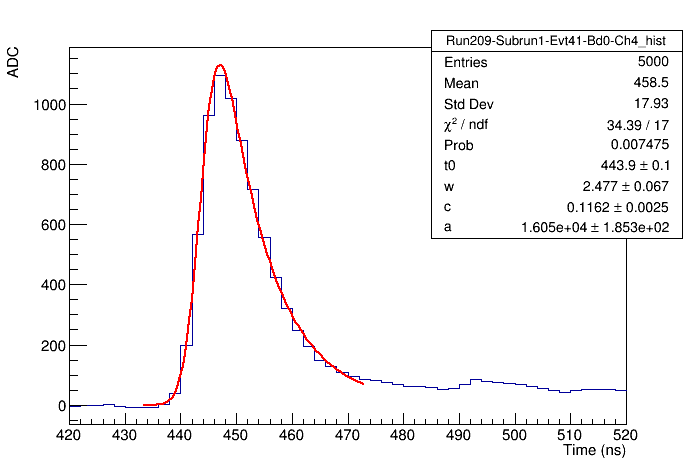 Run209-Subrun1-Evt41-Bd0-Ch4_hist
Entries 5000
Mean 458.5
Std Dev 17.93
χ² / ndf 34.39 / 17
Prob 0.007475
t0 443.9 ± 0.1
w 2.477 ± 0.067
c 0.1162 ± 0.0025
a 1.605e+04 ± 1.853e+02
ADC
1000
800
600
400
200
0
420 430 440 450 460 470 480 490 500 510 520
Time (ns)